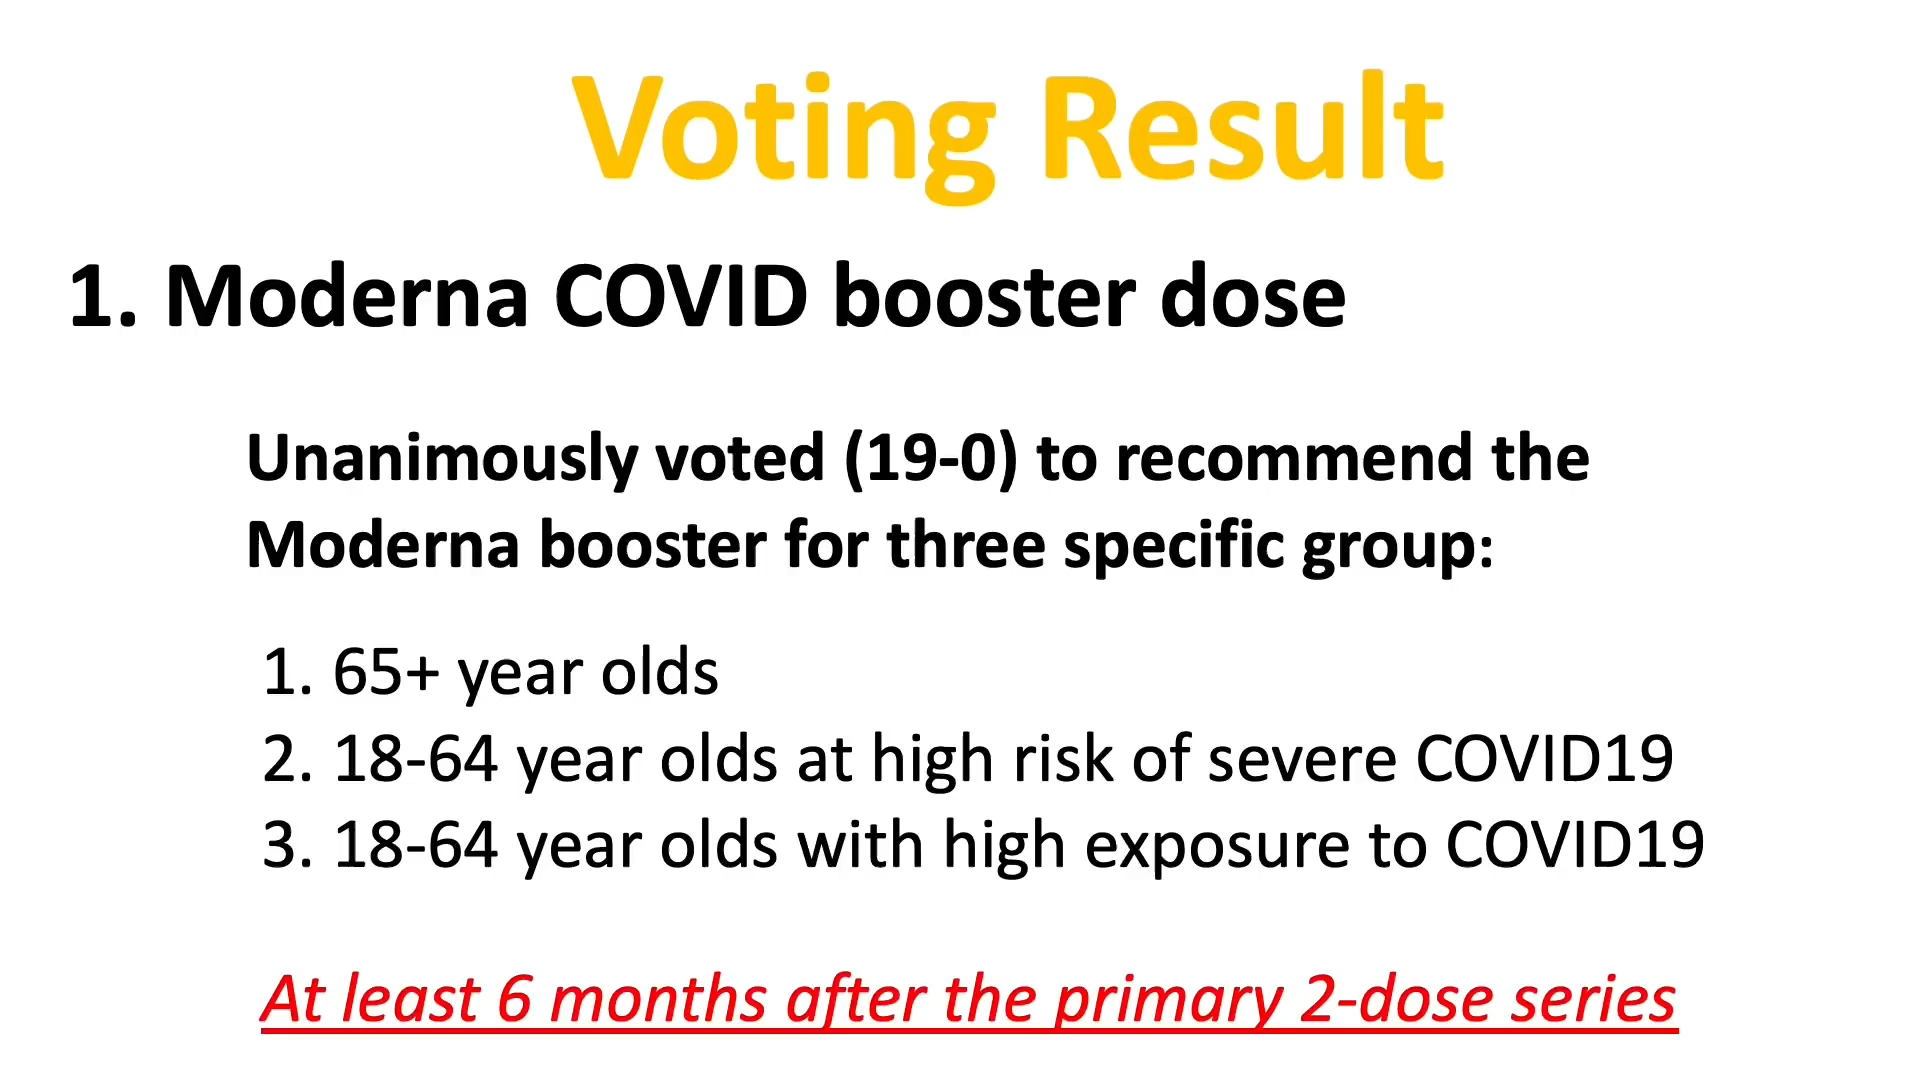 Voting Result
1. Moderna COVID booster dose
Unanimously voted (19-0) to recommend the
Moderna booster for three specific group:
1. 65+ year olds
2. 18-64 year olds at high risk of severe COVID19
3. 18-64 year olds with high exposure to COVID19
At least 6 months after the primary 2-dose series